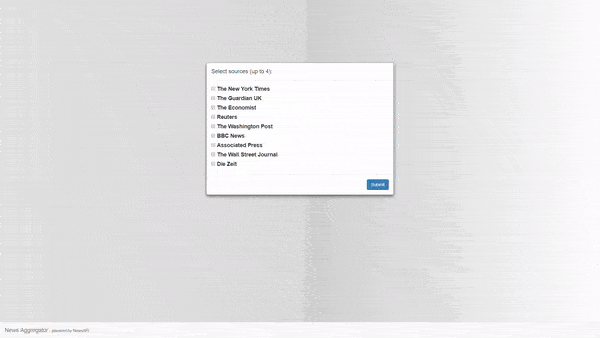 Select sources (up to 4):
The New York Times
The Guardian UK
The Economist
Reuters
The Washington Post
BBC News
Associated Press
The Wall Street Journal
Die Zeit
Submit
News Aggregator - powered by NewsAPI